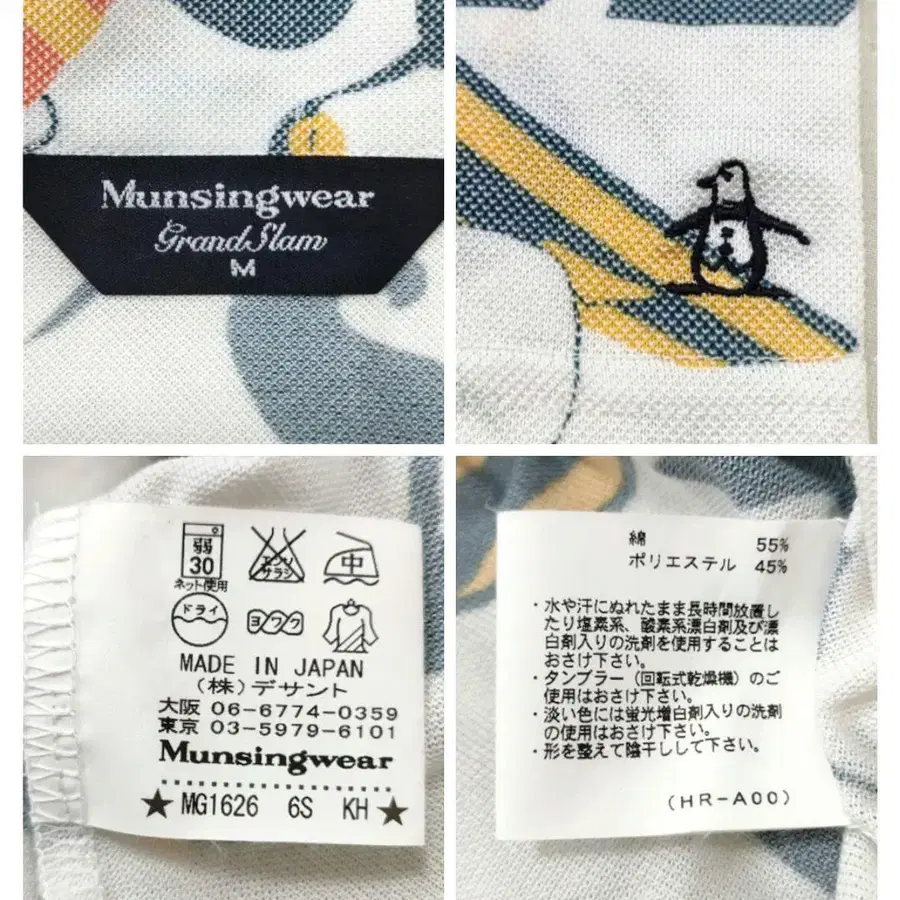 Munsingwear
Grand Slam
M
弱
30
ネット使用
エンソ
サラシ
中
ドライ
ヨワク
MADE IN JAPAN
(株)デサント
大阪 06-6774-0359
東京 03-5979-6101
Munsingwear
★ MG1626 6S KH ★
綿 55%
ポリエステル 45%
・水や汗にぬれたまま長時間放置し
たり塩素系、酸素系漂白剤及び漂
白剤入りの洗剤を使用することは
おさけ下さい。
・タンブラー(回転式乾燥機)のご
使用はおさけ下さい。
・淡い色には蛍光増白剤入りの洗剤
の使用はおさけ下さい。
・形を整えて陰干しして下さい。
(HR-A00)